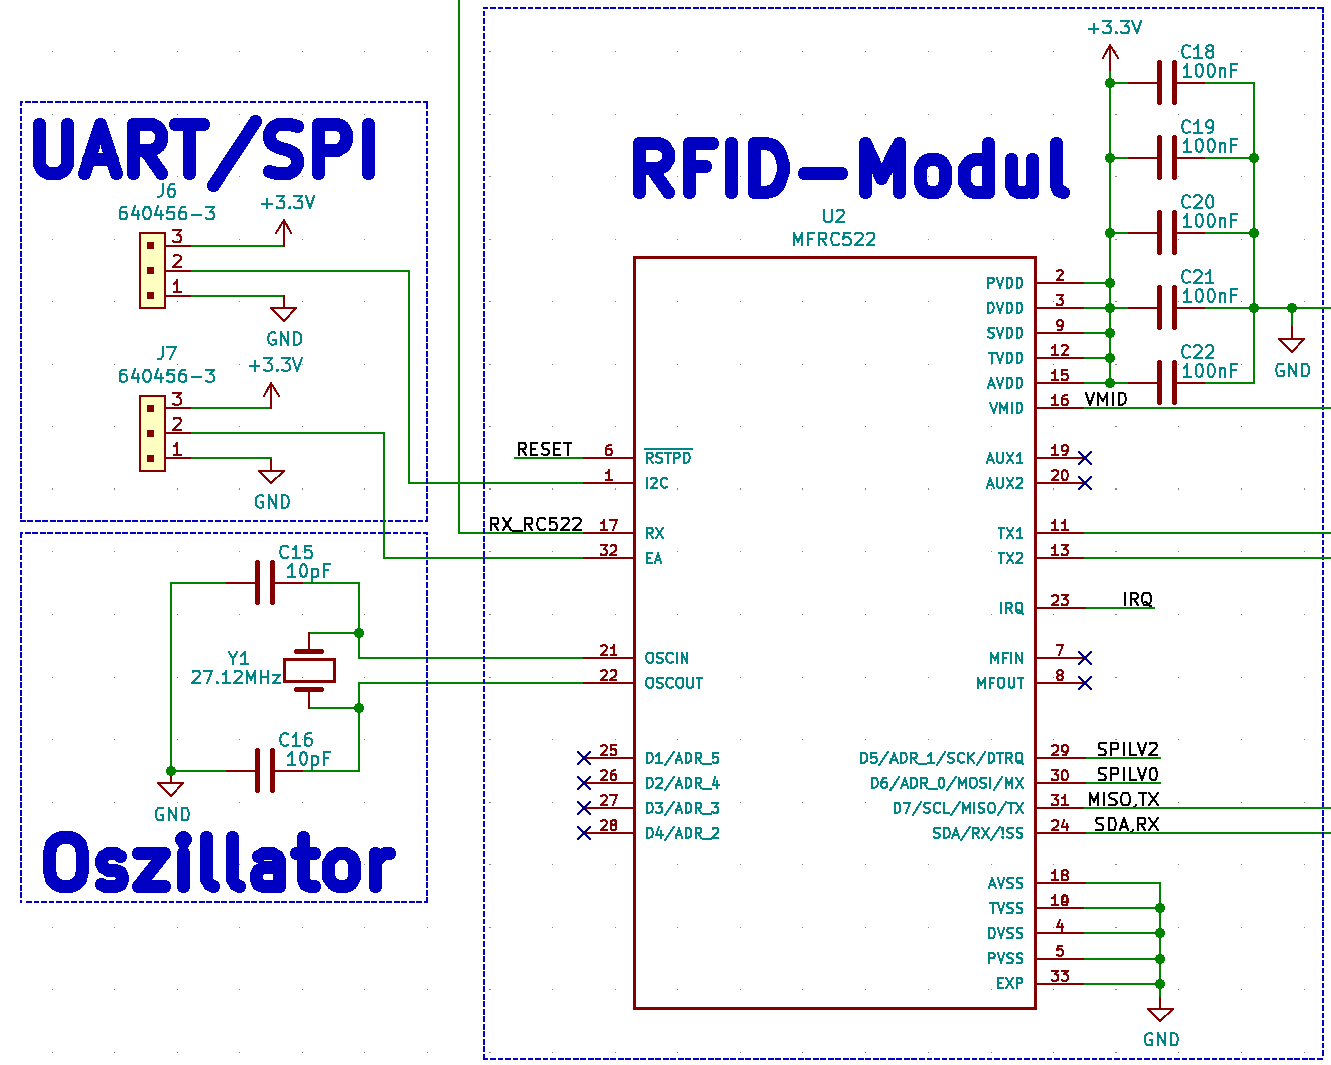 UART/SPI
J6
640456-3
+3.3V
3
2
1
GND
J7
640456-3
+3.3V
3
2
1
GND
C15
10pF
Y1
27.12MHz
C16
10pF
GND
Oszillator
RFID-Modul
U2
MFRC522
+3.3V
C18
100nF
C19
100nF
C20
100nF
C21
100nF
C22
100nF
GND
RESET 6 RSTPD
1 I2C
RX_RC522 17 RX
32 EA
21 OSCIN
22 OSCOUT
25 D1/ADR_5
26 D2/ADR_4
27 D3/ADR_3
28 D4/ADR_2
PVDD 2
DVDD 3
SVDD 9
TVDD 12
AVDD 15
VMID 16 VMID
AUX1 19
AUX2 20
TX1 11
TX2 13
IRQ 23 IRQ
MFIN 7
MFOUT 8
D5/ADR_1/SCK/DTRQ 29 SPILV2
D6/ADR_0/MOSI/MX 30 SPILV0
D7/SCL/MISO/TX 31 MISO,TX
SDA/RX/!SS 24 SDA,RX
AVSS 18
TVSS
DVSS 4
PVSS 5
EXP 33
GND